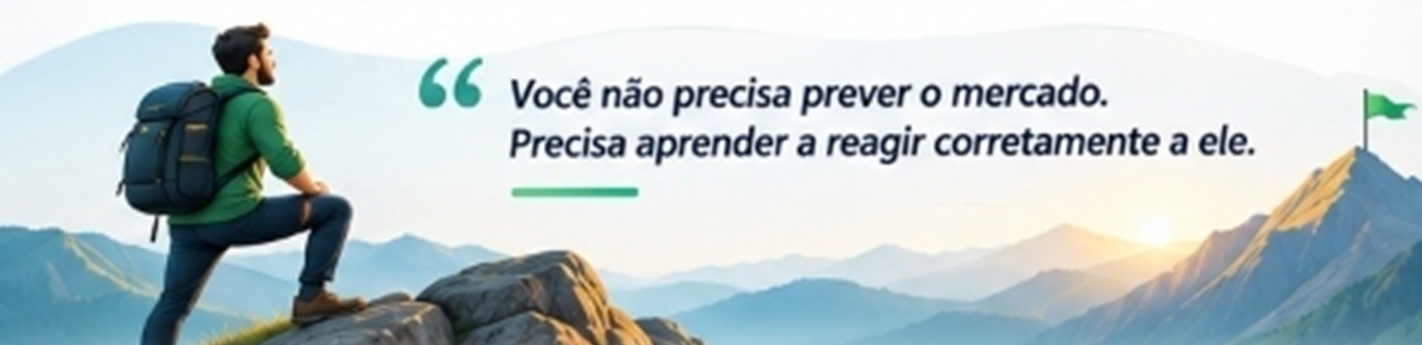 “Você não precisa prever o mercado.
Precisa aprender a reagir corretamente a ele.